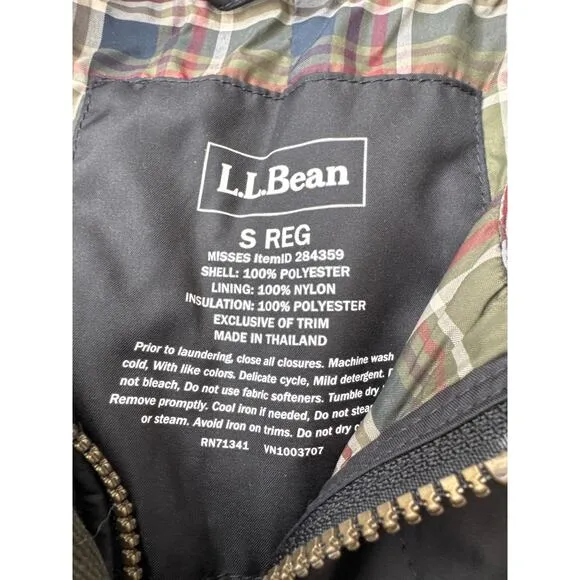 L.L.Bean
S REG
MISSES ItemID 284359
SHELL: 100% POLYESTER
LINING: 100% NYLON
INSULATION: 100% POLYESTER
EXCLUSIVE OF TRIM
MADE IN THAILAND
Prior to laundering, close all closures. Machine wash
cold, With like colors. Delicate cycle, Mild detergent.
not bleach, Do not use fabric softeners. Tumble dry
Remove promptly. Cool iron if needed, Do not
or steam. Avoid iron on trims. Do not dry
RN71341 VN1003707